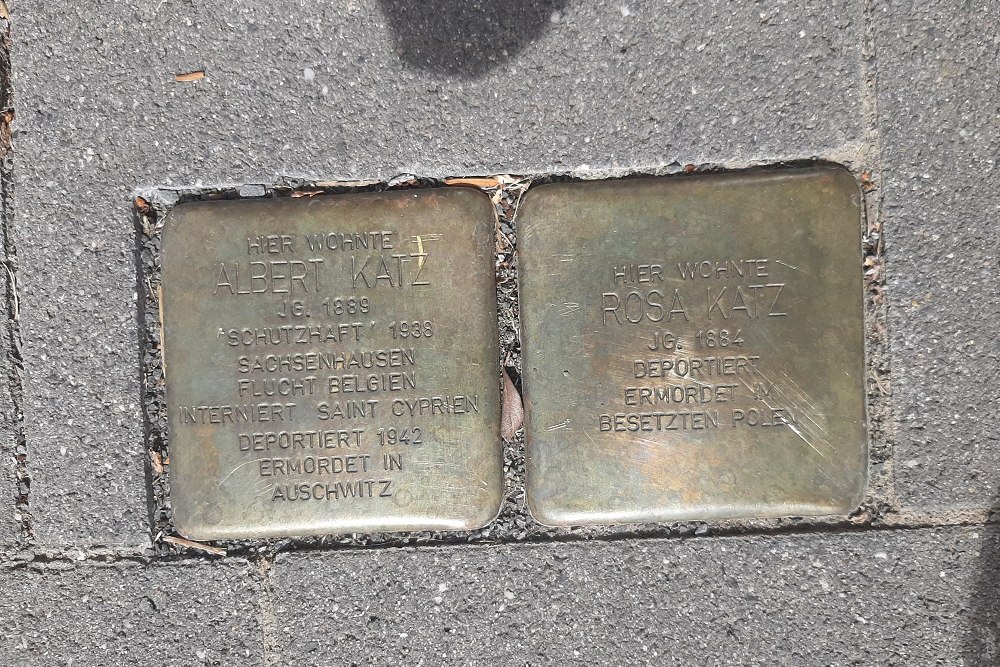 HIER WOHNTE
ALBERT KATZ
JG. 1889
'SCHUTZHAFT' 1938
SACHSENHAUSEN
FLUCHT BELGIEN
INTERNIERT SAINT CYPRIEN
DEPORTIERT 1942
ERMORDET IN
AUSCHWITZ
HIER WOHNTE
ROSA KATZ
JG. 1884
DEPORTIERT
ERMORDET IM
BESETZTEN POLEN